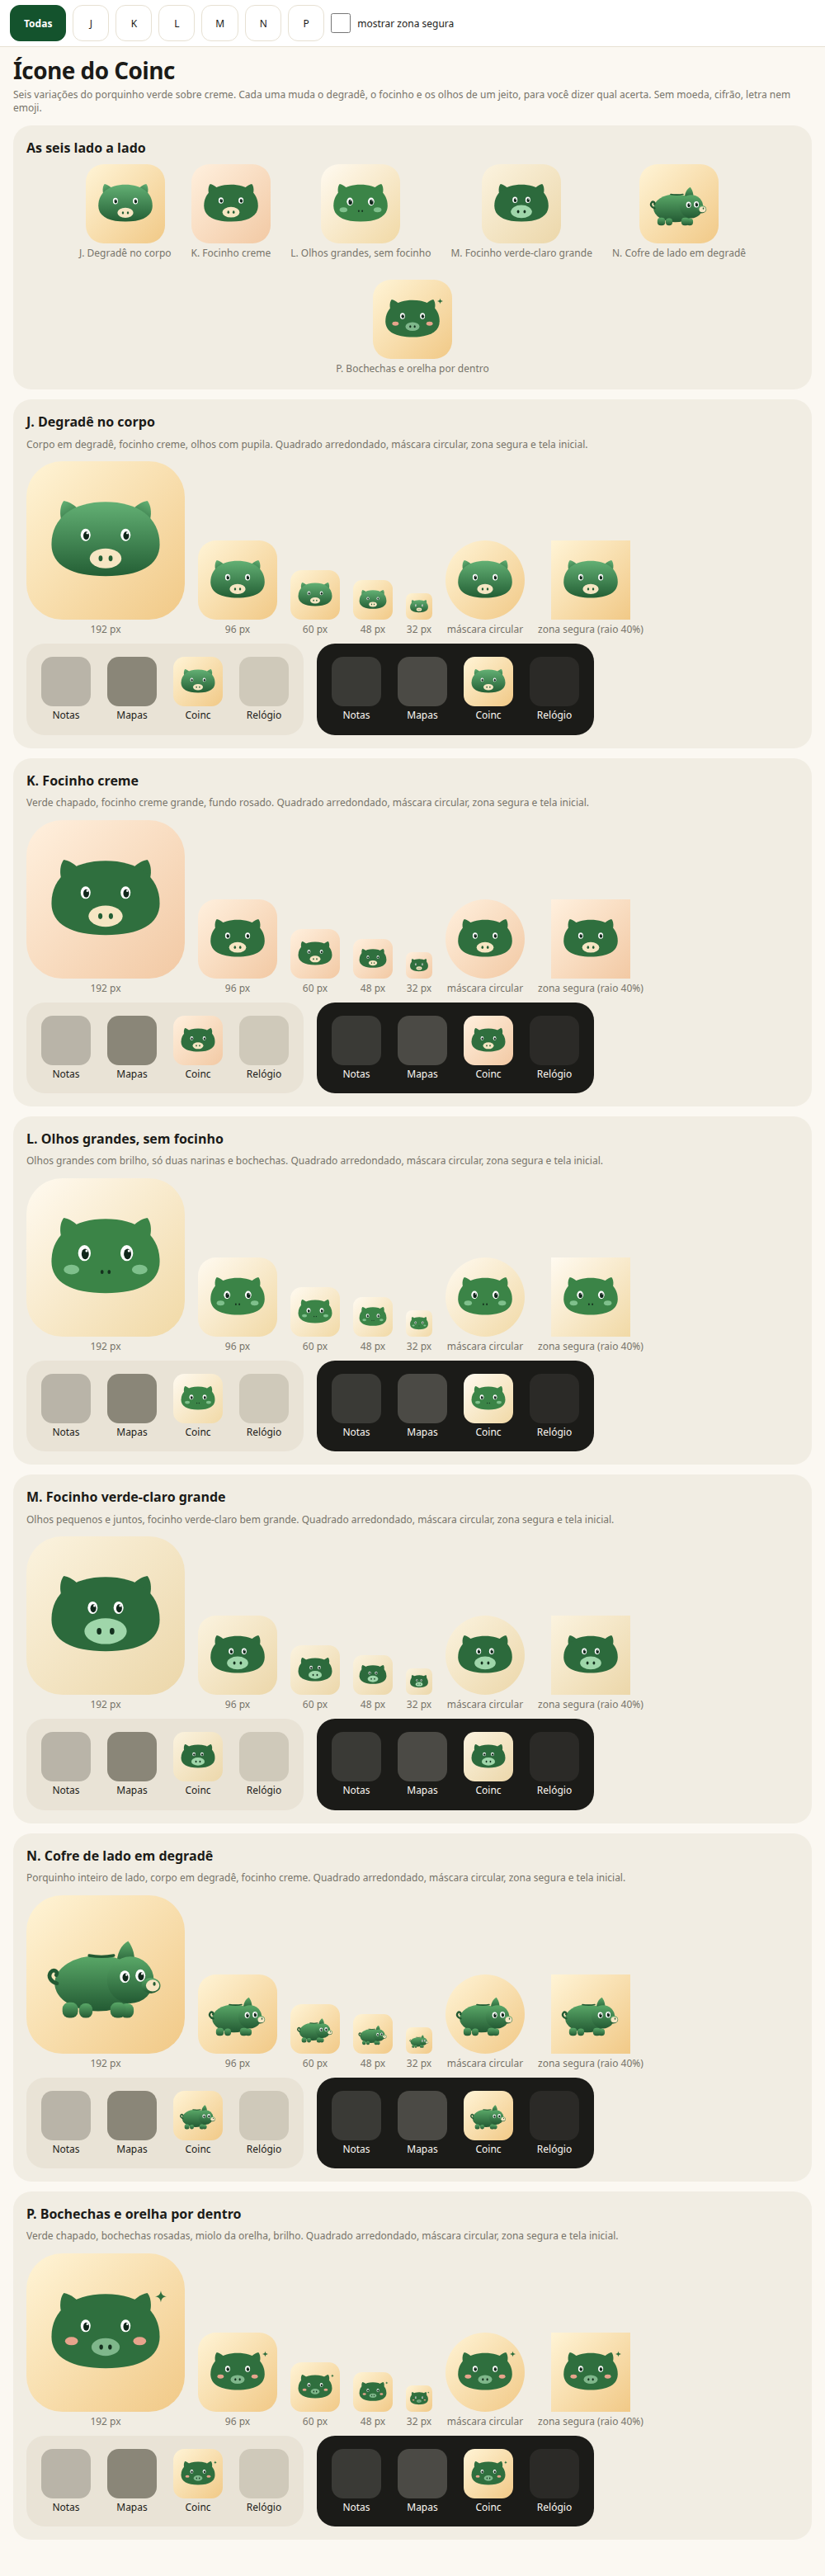 Todas J K L M N P mostrar zona segura
Ícone do Coinc
Seis variações do porquinho verde sobre creme. Cada uma muda o degradê, o focinho e os olhos de um jeito, para você dizer qual acerta. Sem moeda, cifrão, letra nem
emoji.
As seis lado a lado
J. Degradê no corpo K. Focinho creme L. Olhos grandes, sem focinho M. Focinho verde-claro grande N. Cofre de lado em degradê
P. Bochechas e orelha por dentro
J. Degradê no corpo
Corpo em degradê, focinho creme, olhos com pupila. Quadrado arredondado, máscara circular, zona segura e tela inicial.
192 px 96 px 60 px 48 px 32 px máscara circular zona segura (raio 40%)
Notas Mapas Coinc Relógio Notas Mapas Coinc Relógio
K. Focinho creme
Verde chapado, focinho creme grande, fundo rosado. Quadrado arredondado, máscara circular, zona segura e tela inicial.
192 px 96 px 60 px 48 px 32 px máscara circular zona segura (raio 40%)
Notas Mapas Coinc Relógio Notas Mapas Coinc Relógio
L. Olhos grandes, sem focinho
Olhos grandes com brilho, só duas narinas e bochechas. Quadrado arredondado, máscara circular, zona segura e tela inicial.
192 px 96 px 60 px 48 px 32 px máscara circular zona segura (raio 40%)
Notas Mapas Coinc Relógio Notas Mapas Coinc Relógio
M. Focinho verde-claro grande
Olhos pequenos e juntos, focinho verde-claro bem grande. Quadrado arredondado, máscara circular, zona segura e tela inicial.
192 px 96 px 60 px 48 px 32 px máscara circular zona segura (raio 40%)
Notas Mapas Coinc Relógio Notas Mapas Coinc Relógio
N. Cofre de lado em degradê
Porquinho inteiro de lado, corpo em degradê, focinho creme. Quadrado arredondado, máscara circular, zona segura e tela inicial.
192 px 96 px 60 px 48 px 32 px máscara circular zona segura (raio 40%)
Notas Mapas Coinc Relógio Notas Mapas Coinc Relógio
P. Bochechas e orelha por dentro
Verde chapado, bochechas rosadas, miolo da orelha, brilho. Quadrado arredondado, máscara circular, zona segura e tela inicial.
192 px 96 px 60 px 48 px 32 px máscara circular zona segura (raio 40%)
Notas Mapas Coinc Relógio Notas Mapas Coinc Relógio